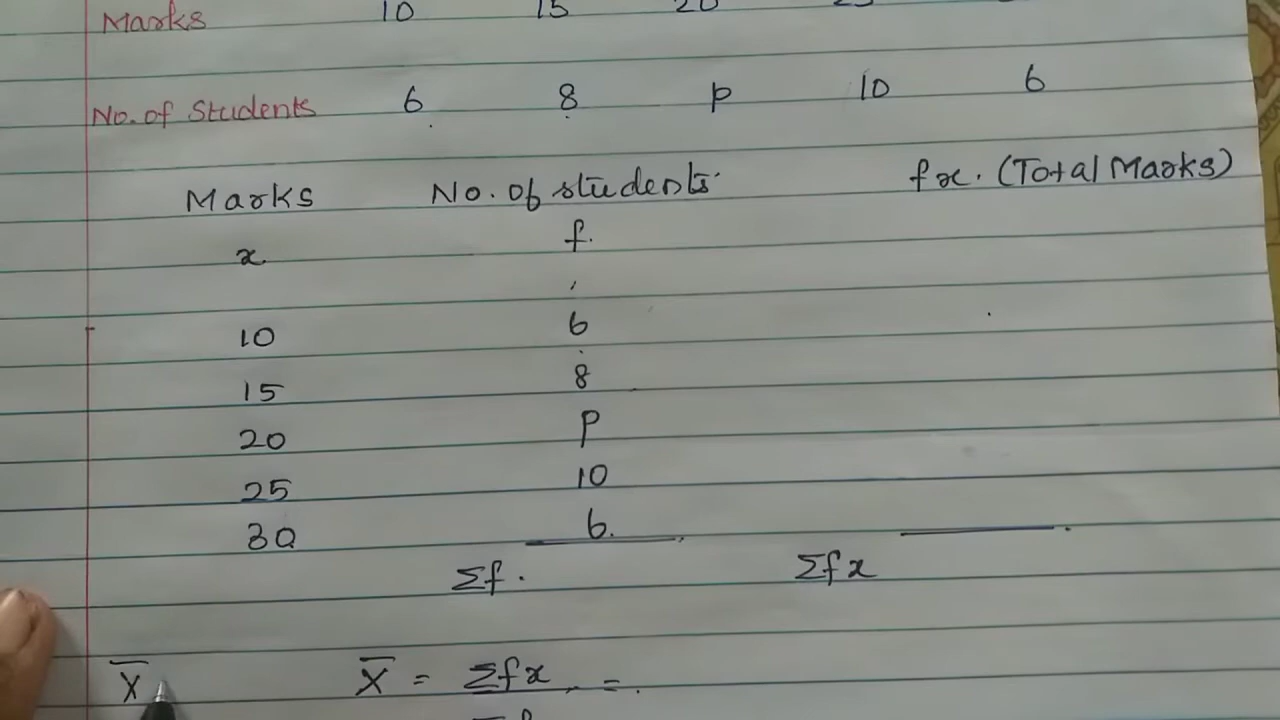 Marks 10 15 20 25
No. of Students 6 8 p 10 6
Marks No. of students fx. (Total Marks)
x f.
10 6
15 8
20 p
25 10
30 6.
Σf. Σfx
X̅ X̅ = Σfx =.